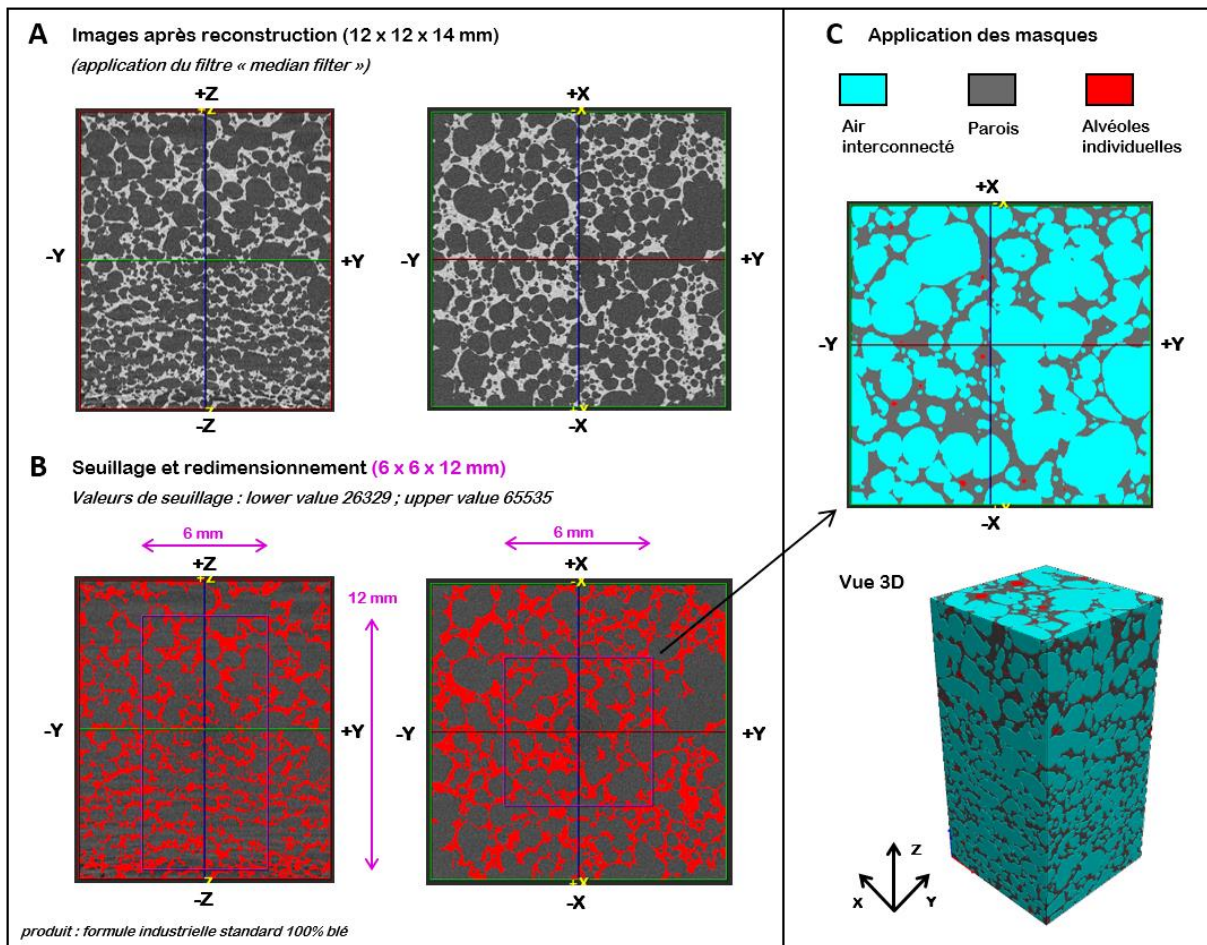 A Images après reconstruction (12 x 12 x 14 mm)
(application du filtre « median filter »)
+Z
+Z
-Y
+Y
-Z
-Z
+X
-X
-Y
+Y
+X
-X
B Seuillage et redimensionnement (6 x 6 x 12 mm)
Valeurs de seuillage : lower value 26329 ; upper value 65535
6 mm
+Z
+Z
12 mm
-Y
+Y
-Z
-Z
6 mm
+X
-X
-Y
+Y
+X
-X
produit : formule industrielle standard 100% blé
C Application des masques
Air
interconnecté
Parois
Alvéoles
individuelles
+X
-X
-Y
+Y
+X
-X
Vue 3D
Z
X
Y